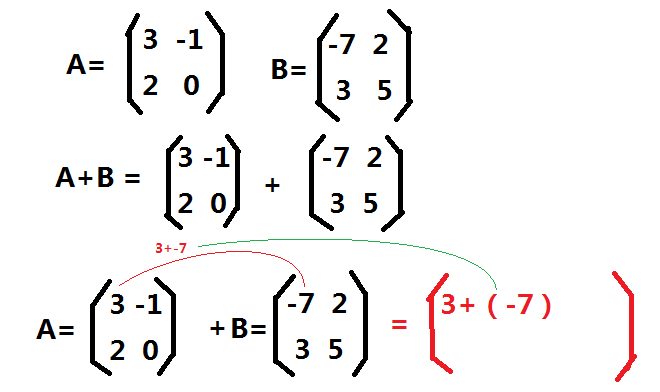 A= ( 3 -1 B= ( -7 2
2 0 ) 3 5 )
A+B = ( 3 -1 + ( -7 2
2 0 ) 3 5 )
3+-7
A= ( 3 -1 +B= ( -7 2 = ( 3+ ( -7 )
2 0 ) 3 5 ) )